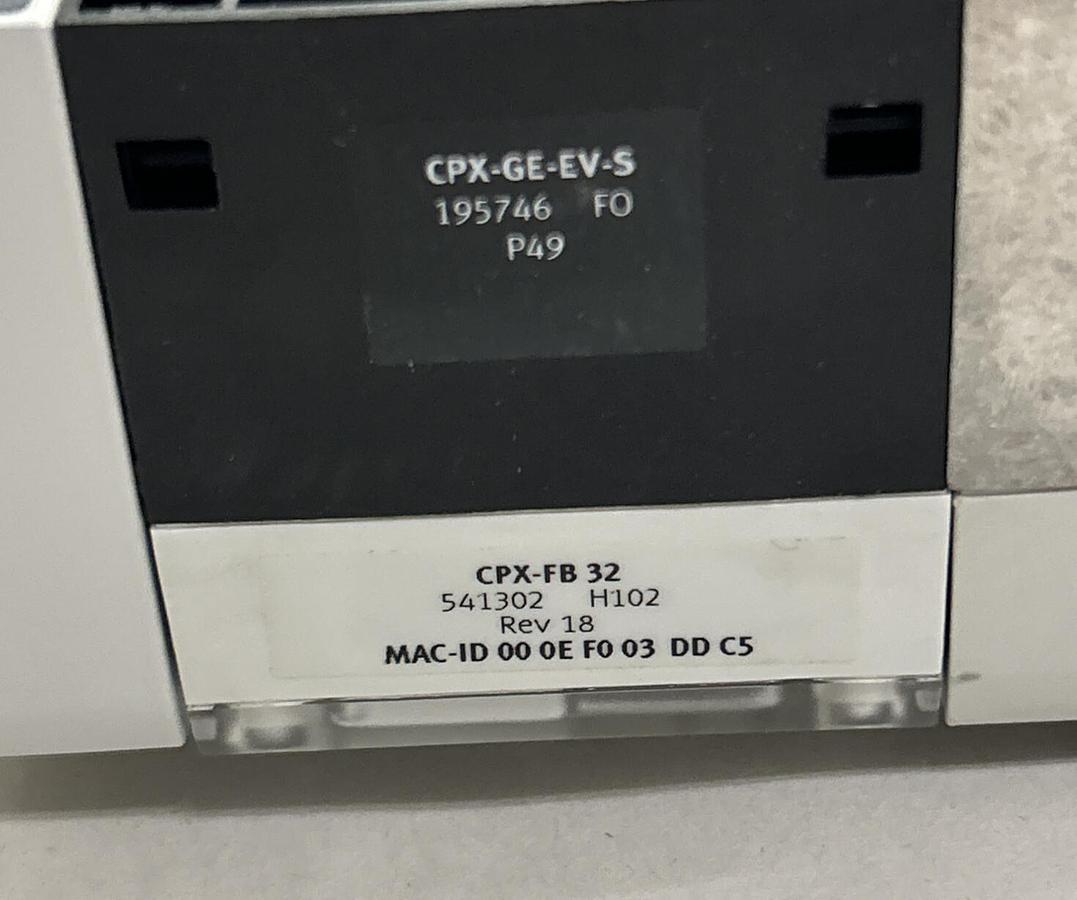 CPX-GE-EV-S
195746 FO
P49
CPX-FB 32
541302 H102
Rev 18
MAC-ID 00 0E F0 03 DD C5